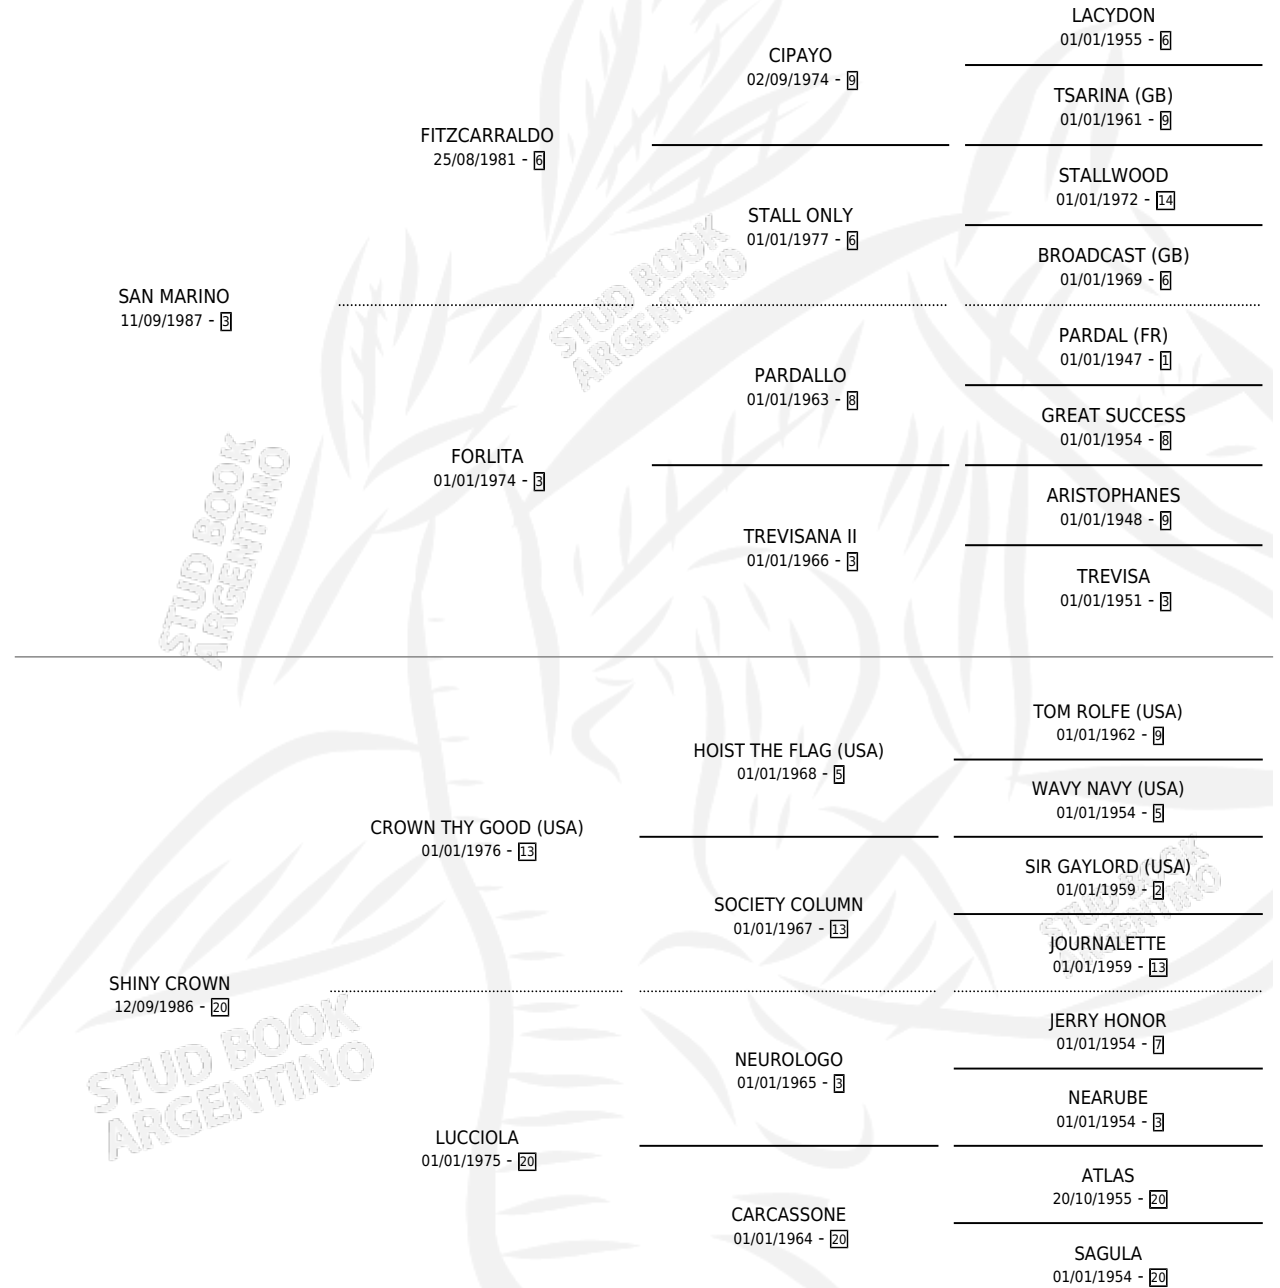 LACYDON
01/01/1955 - 6
CIPAYO
02/09/1974 - 9
TSARINA (GB)
01/01/1961 - 9
FITZCARRALDO
25/08/1981 - 6
STALLWOOD
01/01/1972 - 14
STALL ONLY
01/01/1977 - 6
BROADCAST (GB)
01/01/1969 - 6
SAN MARINO
11/09/1987 - 3
PARDAL (FR)
01/01/1947 - 1
PARDALLO
01/01/1963 - 8
GREAT SUCCESS
01/01/1954 - 8
FORLITA
01/01/1974 - 3
ARISTOPHANES
01/01/1948 - 9
TREVISANA II
01/01/1966 - 3
TREVISA
01/01/1951 - 3
STUD BOOK
ARGENTINO
STUD BOOK
ARGENTINO
TOM ROLFE (USA)
01/01/1962 - 9
HOIST THE FLAG (USA)
01/01/1968 - 5
WAVY NAVY (USA)
01/01/1954 - 5
CROWN THY GOOD (USA)
01/01/1976 - 13
SIR GAYLORD (USA)
01/01/1959 - 2
SOCIETY COLUMN
01/01/1967 - 13
JOURNALETTE
01/01/1959 - 13
SHINY CROWN
12/09/1986 - 20
JERRY HONOR
01/01/1954 - 7
NEUROLOGO
01/01/1965 - 3
NEARUBE
01/01/1954 - 3
LUCCIOLA
01/01/1975 - 20
ATLAS
20/10/1955 - 20
CARCASSONE
01/01/1964 - 20
SAGULA
01/01/1954 - 20
STUD BOOK
ARGENTINO
STUD BOOK
ARGENTINO